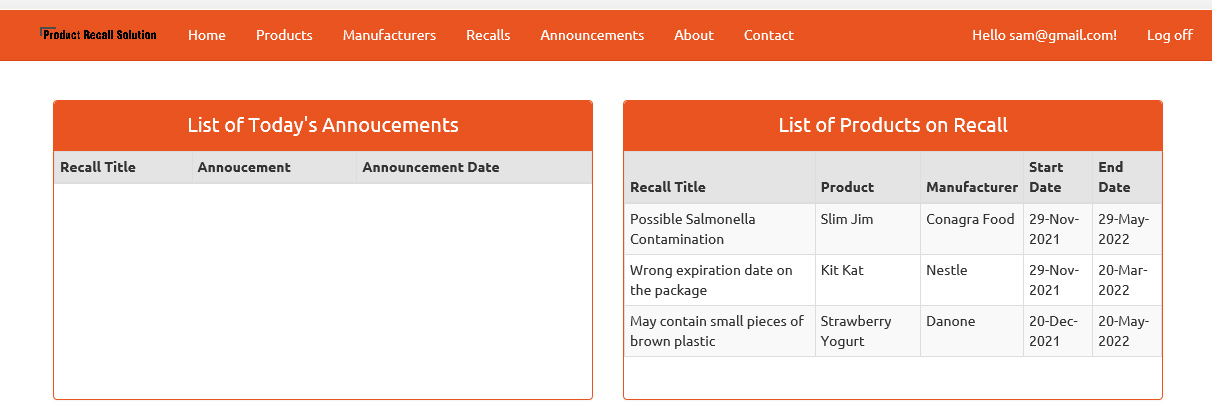 Product Recall Solution Home Products Manufacturers Recalls Announcements About Contact Hello sam@gmail.com! Log off
List of Today's Annoucements
Recall Title Annoucement Announcement Date
List of Products on Recall
Recall Title Product Manufacturer Start Date End Date
Possible Salmonella Contamination Slim Jim Conagra Food 29-Nov-2021 29-May-2022
Wrong expiration date on the package Kit Kat Nestle 29-Nov-2021 20-Mar-2022
May contain small pieces of brown plastic Strawberry Yogurt Danone 20-Dec-2021 20-May-2022